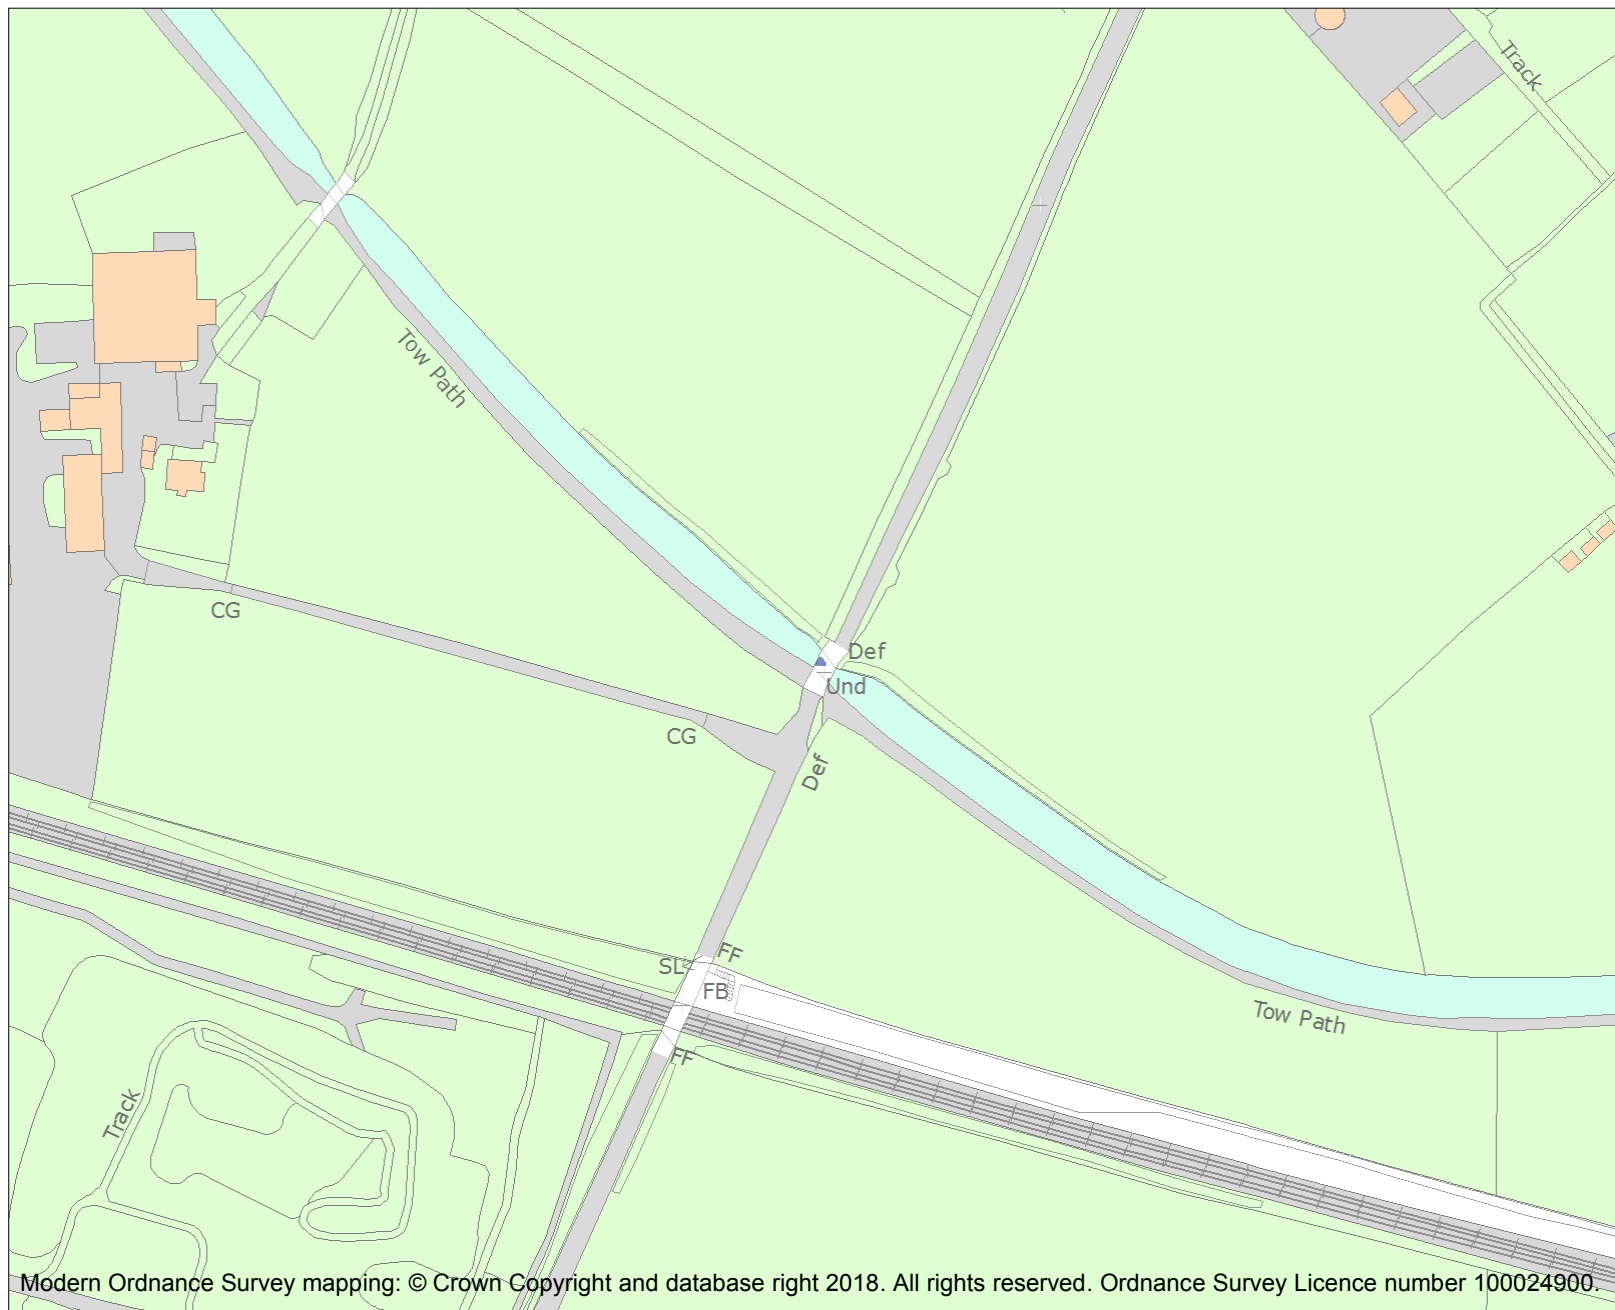 Track
Tow Path
CG
Def
Und
CG
Def
FF
SL
FB
Tow Path
FF
Track
Modern Ordnance Survey mapping: © Crown Copyright and database right 2018. All rights reserved. Ordnance Survey Licence number 100024900.